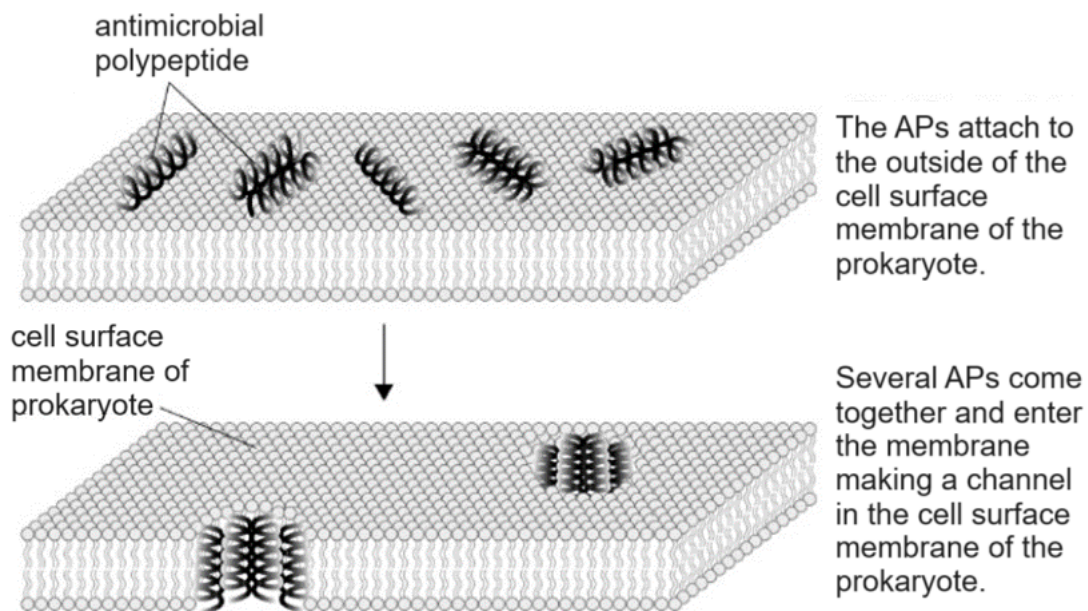 antimicrobial
polypeptide
The APs attach to
the outside of the
cell surface
membrane of the
prokaryote.
cell surface
membrane of
prokaryote
Several APs come
together and enter
the membrane
making a channel
in the cell surface
membrane of the
prokaryote.